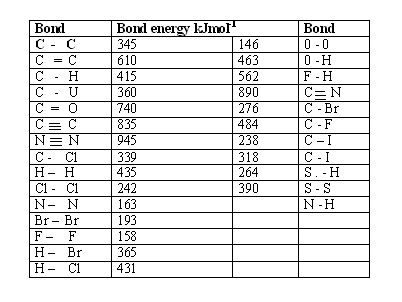 Bond Bond energy kJmol⁻¹ Bond
C - C 345 146 0 - 0
C = C 610 463 0 - H
C - H 415 562 F - H
C - U 360 890 C ≡ N
C = O 740 276 C - Br
C ≡ C 835 484 C - F
N ≡ N 945 238 C – I
C - Cl 339 318 C - I
H – H 435 264 S . - H
Cl - Cl 242 390 S - S
N – N 163 N - H
Br – Br 193
F – F 158
H – Br 365
H – Cl 431